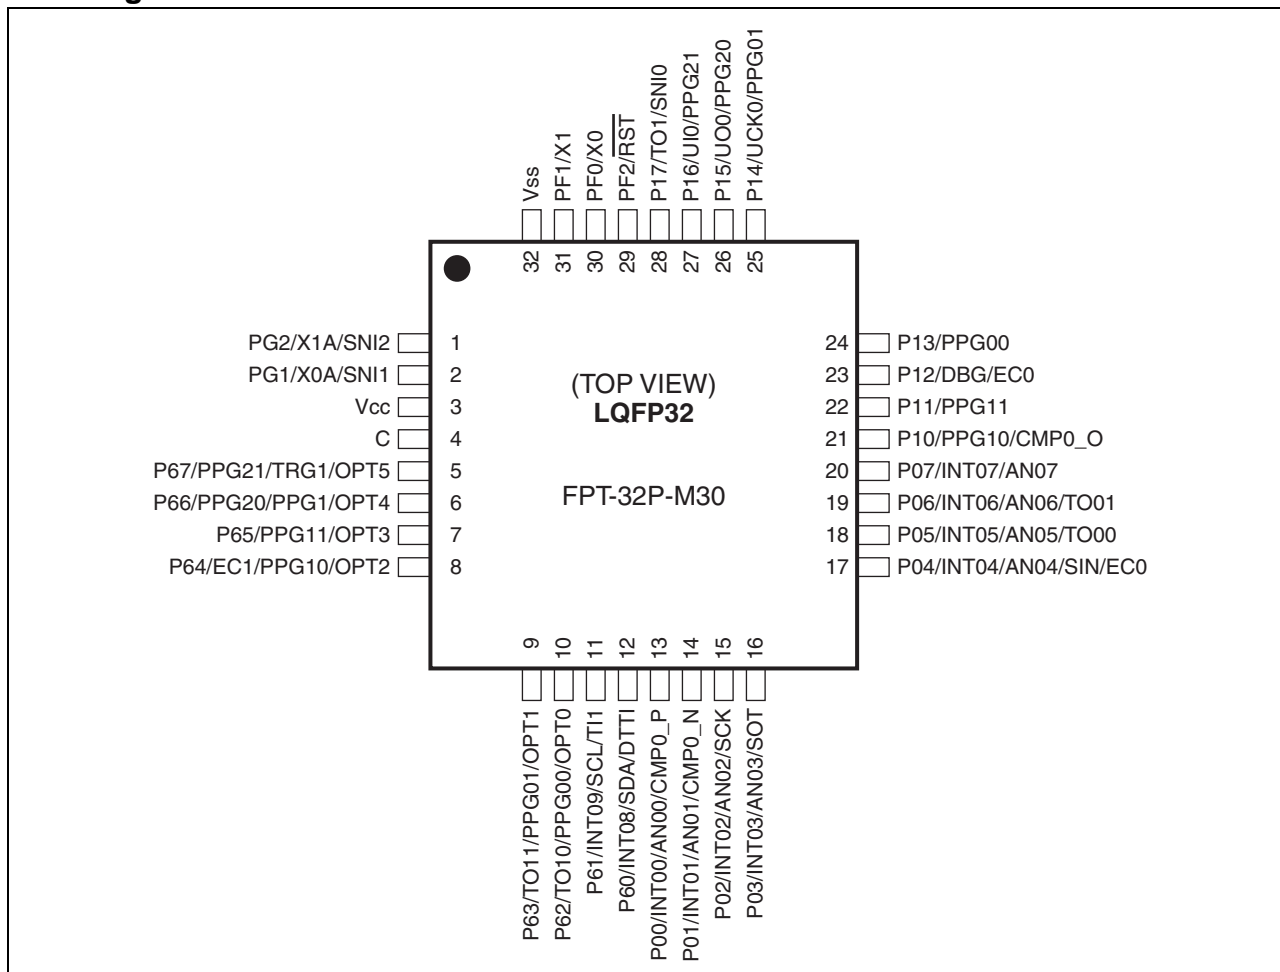 Vss
PF1/X1
PF0/X0
PF2/RST
P17/TO1/SNI0
P16/UI0/PPG21
P15/UO0/PPG20
P14/UCK0/PPG01
32
31
30
29
28
27
26
25
PG2/X1A/SNI2 1
PG1/X0A/SNI1 2
Vcc 3
C 4
P67/PPG21/TRG1/OPT5 5
P66/PPG20/PPG1/OPT4 6
P65/PPG11/OPT3 7
P64/EC1/PPG10/OPT2 8
(TOP VIEW)
LQFP32
FPT-32P-M30
24 P13/PPG00
23 P12/DBG/EC0
22 P11/PPG11
21 P10/PPG10/CMP0_O
20 P07/INT07/AN07
19 P06/INT06/AN06/TO01
18 P05/INT05/AN05/TO00
17 P04/INT04/AN04/SIN/EC0
9
10
11
12
13
14
15
16
P63/TO11/PPG01/OPT1
P62/TO10/PPG00/OPT0
P61/INT09/SCL/TI1
P60/INT08/SDA/DTTI
P00/INT00/AN00/CMP0_P
P01/INT01/AN01/CMP0_N
P02/INT02/AN02/SCK
P03/INT03/AN03/SOT